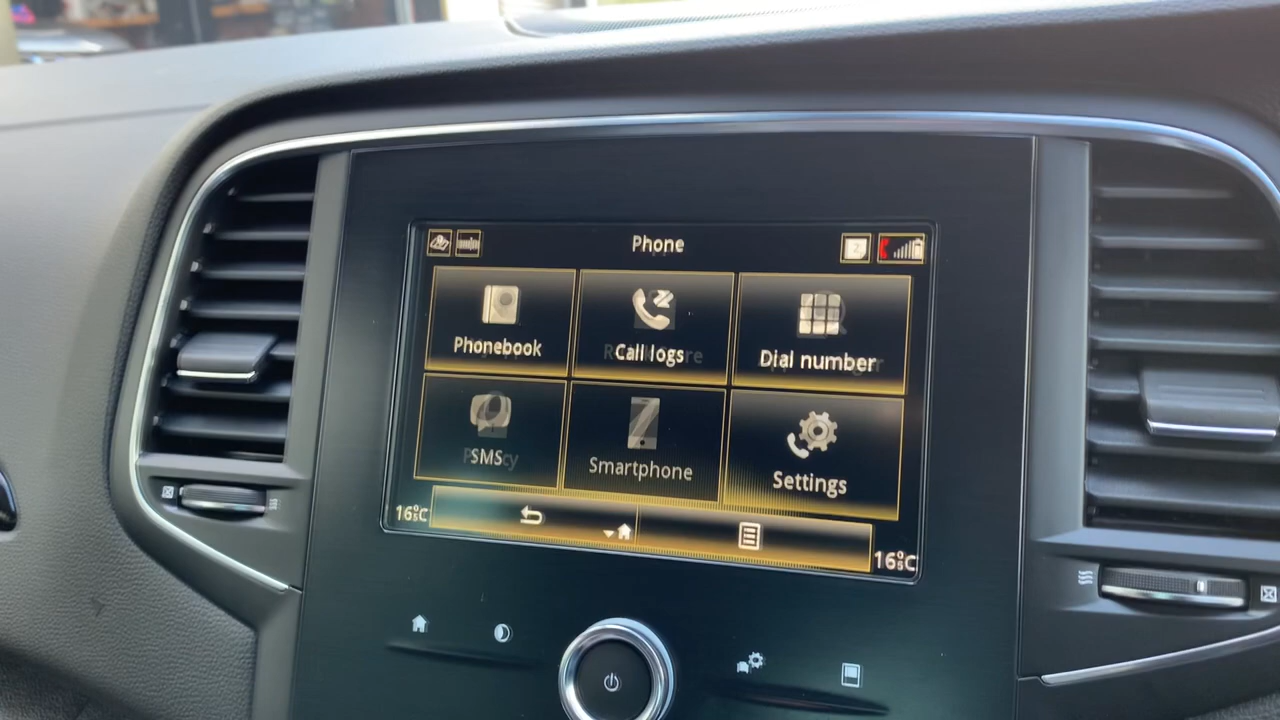 Phone
Phonebook
Call logs
Dial number
SMS
Smartphone
Settings
16°C
16°C